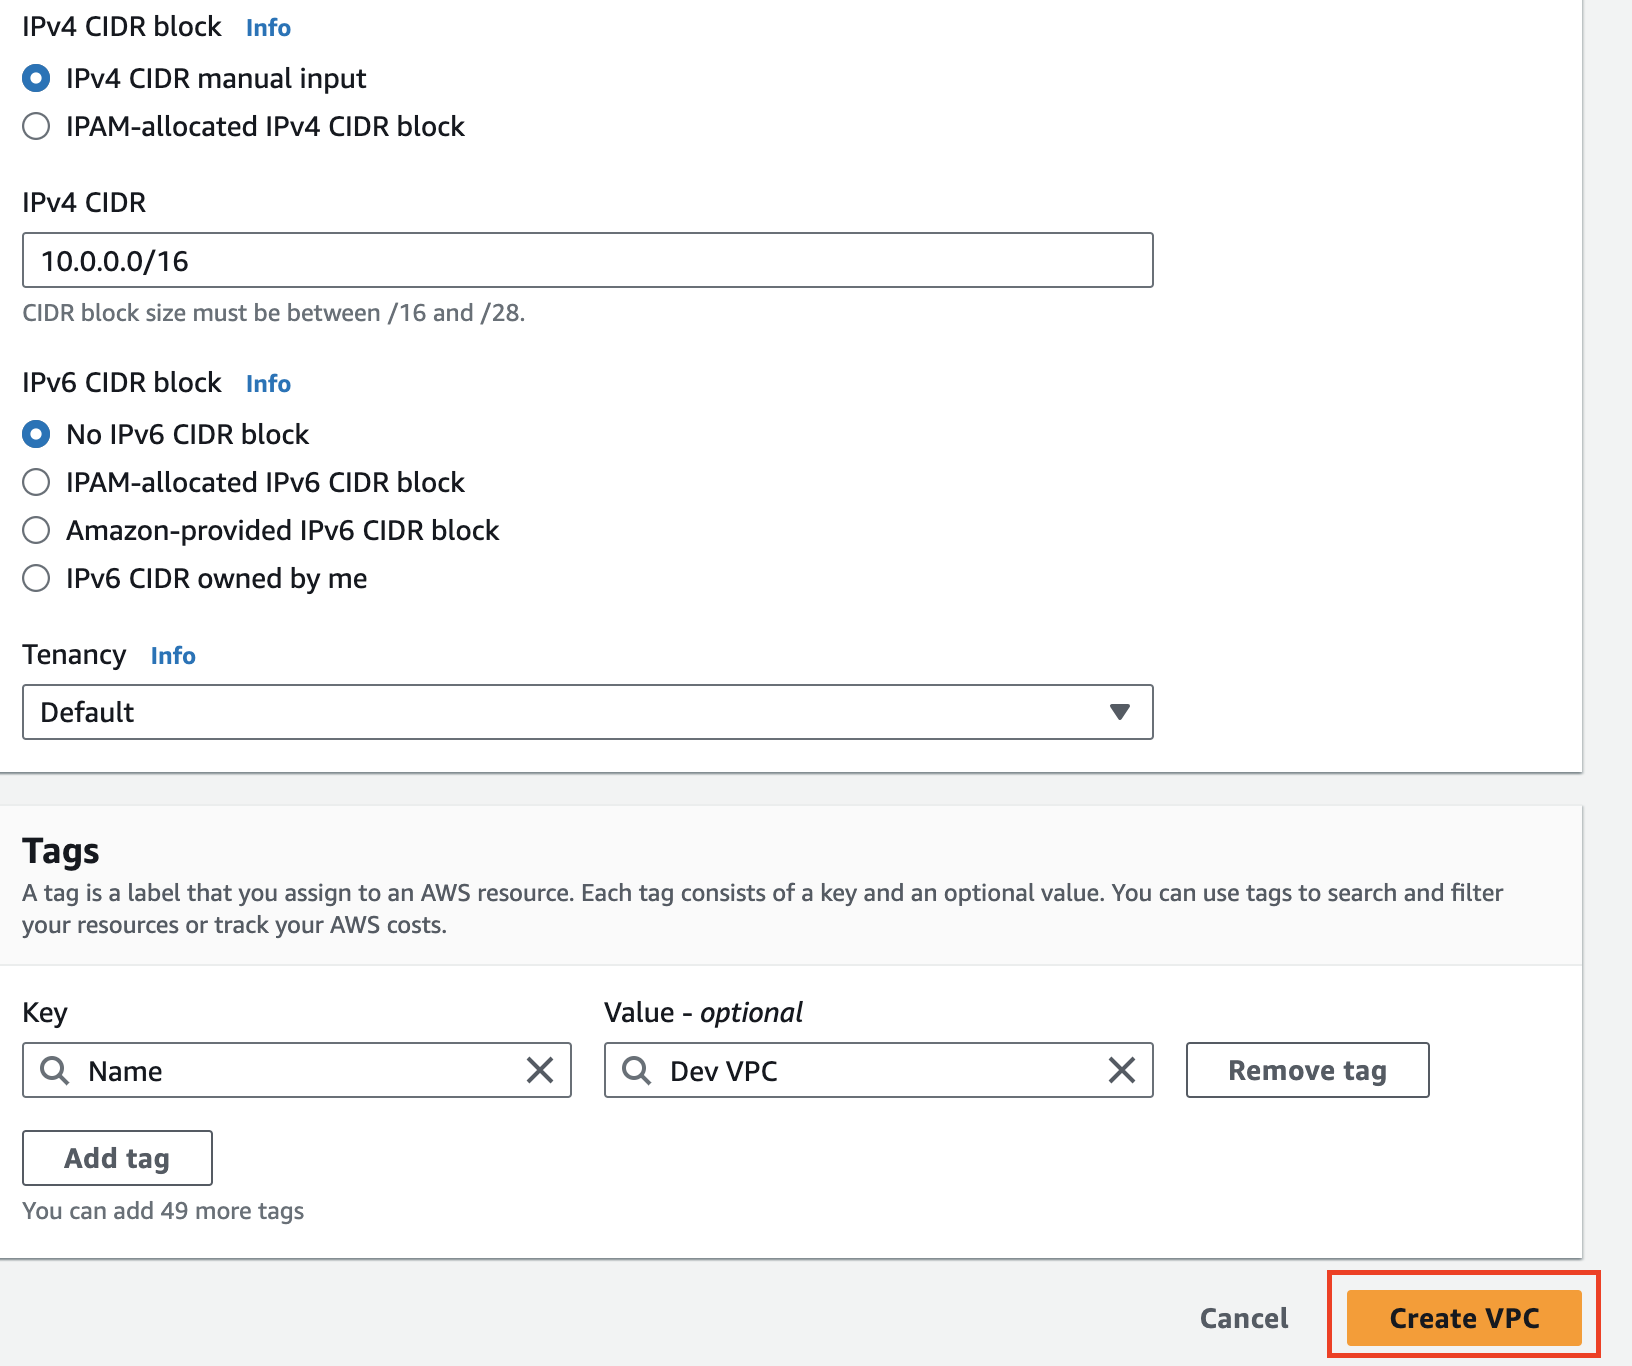 IPv4 CIDR block Info
IPv4 CIDR manual input
IPAM-allocated IPv4 CIDR block
IPv4 CIDR
10.0.0.0/16
CIDR block size must be between /16 and /28.
IPv6 CIDR block Info
No IPv6 CIDR block
IPAM-allocated IPv6 CIDR block
Amazon-provided IPv6 CIDR block
IPv6 CIDR owned by me
Tenancy Info
Default
Tags
A tag is a label that you assign to an AWS resource. Each tag consists of a key and an optional value. You can use tags to search and filter
your resources or track your AWS costs.
Key Value - optional
Name Dev VPC Remove tag
Add tag
You can add 49 more tags
Cancel Create VPC